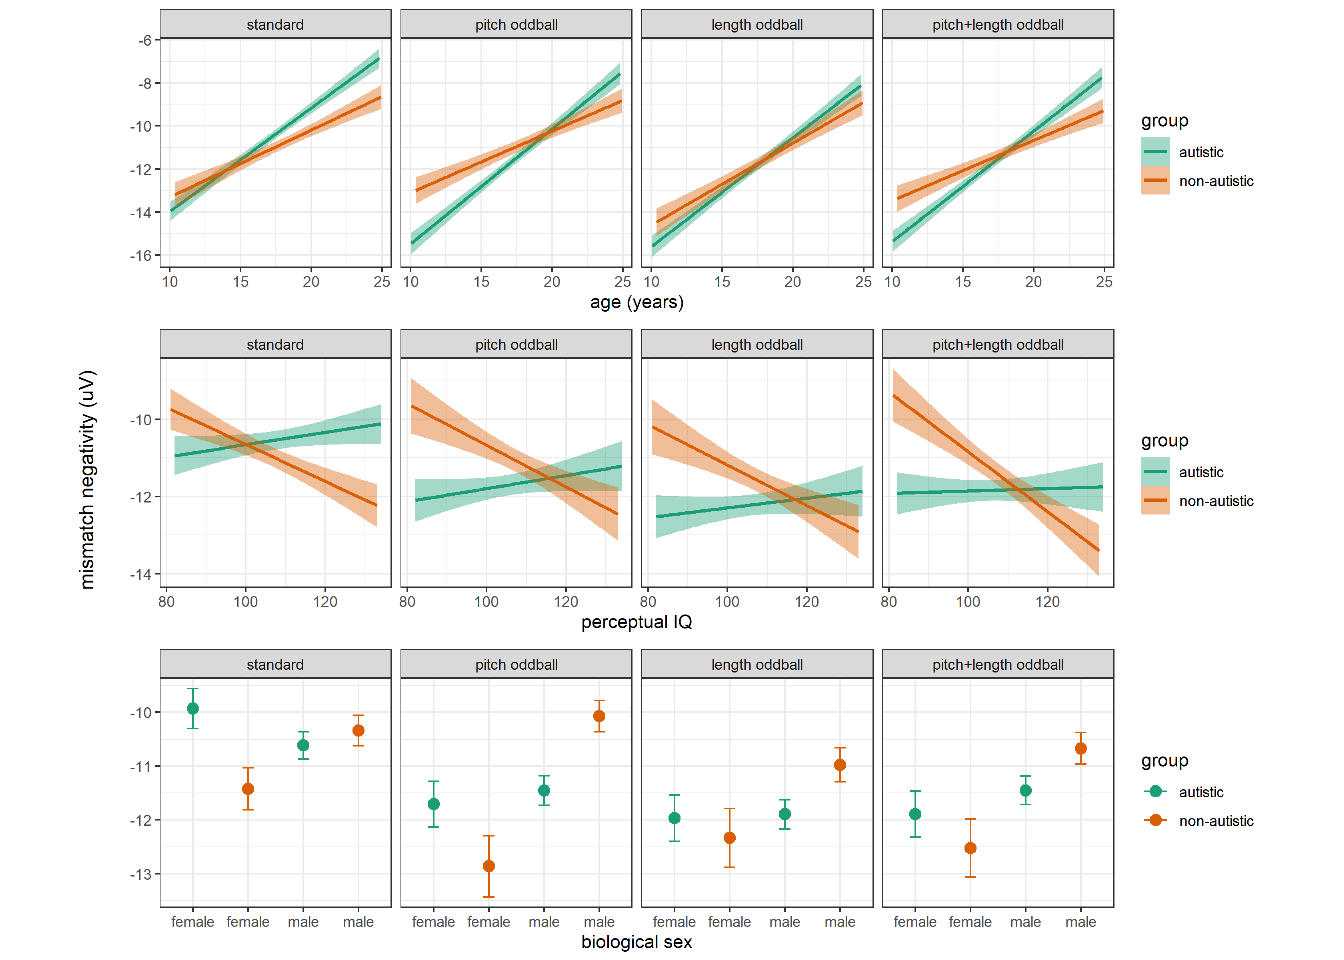 standard pitch oddball length oddball pitch+length oddball
-6
-8
-10
-12
-14
-16
10 15 20 25 10 15 20 25 10 15 20 25 10 15 20 25
age (years)
group
autistic
non-autistic
mismatch negativity (uV)
standard pitch oddball length oddball pitch+length oddball
-10
-12
-14
80 100 120 80 100 120 80 100 120 80 100 120
perceptual IQ
group
autistic
non-autistic
standard pitch oddball length oddball pitch+length oddball
-10
-11
-12
-13
female female male male female female male male female female male male female female male male
biological sex
group
autistic
non-autistic